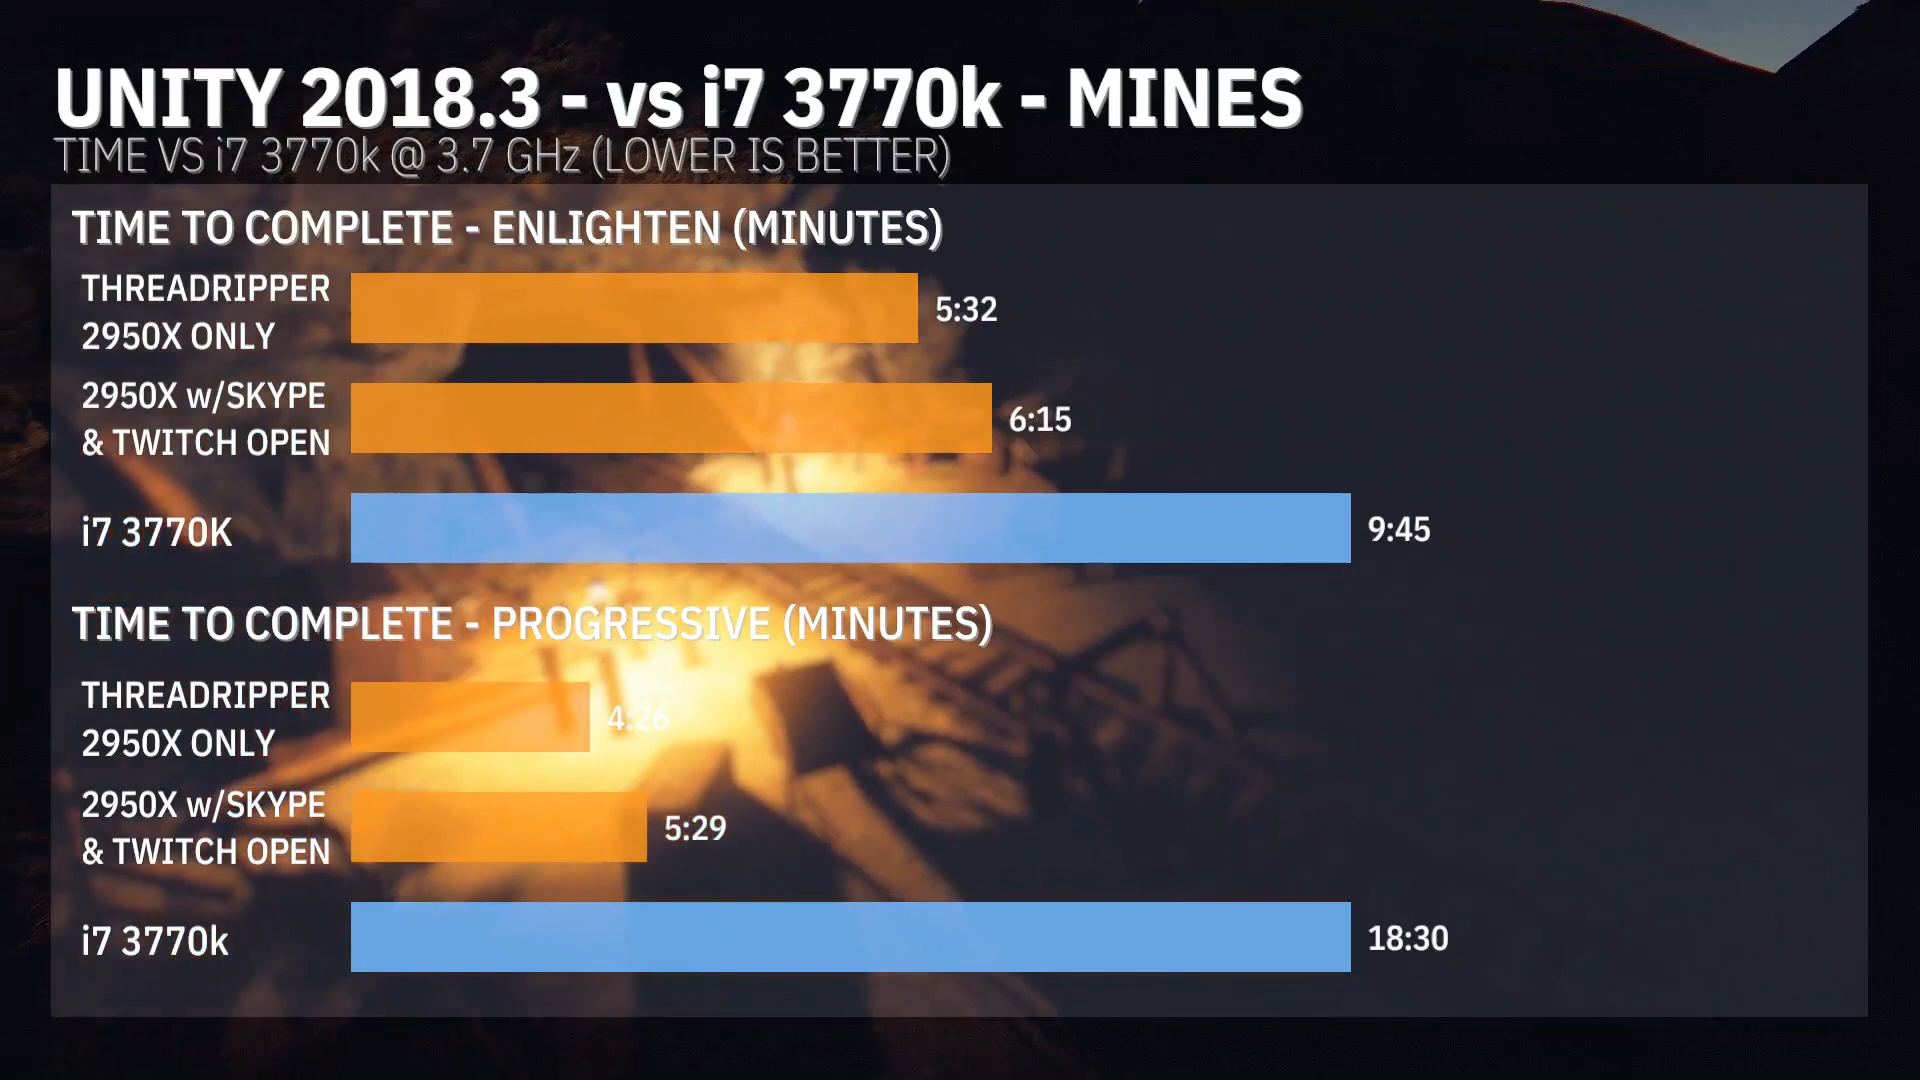 UNITY 2018.3 - vs i7 3770k - MINES
TIME VS i7 3770k @ 3.7 GHz (LOWER IS BETTER)
TIME TO COMPLETE - ENLIGHTEN (MINUTES)
THREADRIPPER
2950X ONLY
5:32
2950X w/SKYPE
& TWITCH OPEN
6:15
i7 3770K
9:45
TIME TO COMPLETE - PROGRESSIVE (MINUTES)
THREADRIPPER
2950X ONLY
4:26
2950X w/SKYPE
& TWITCH OPEN
5:29
i7 3770k
18:30